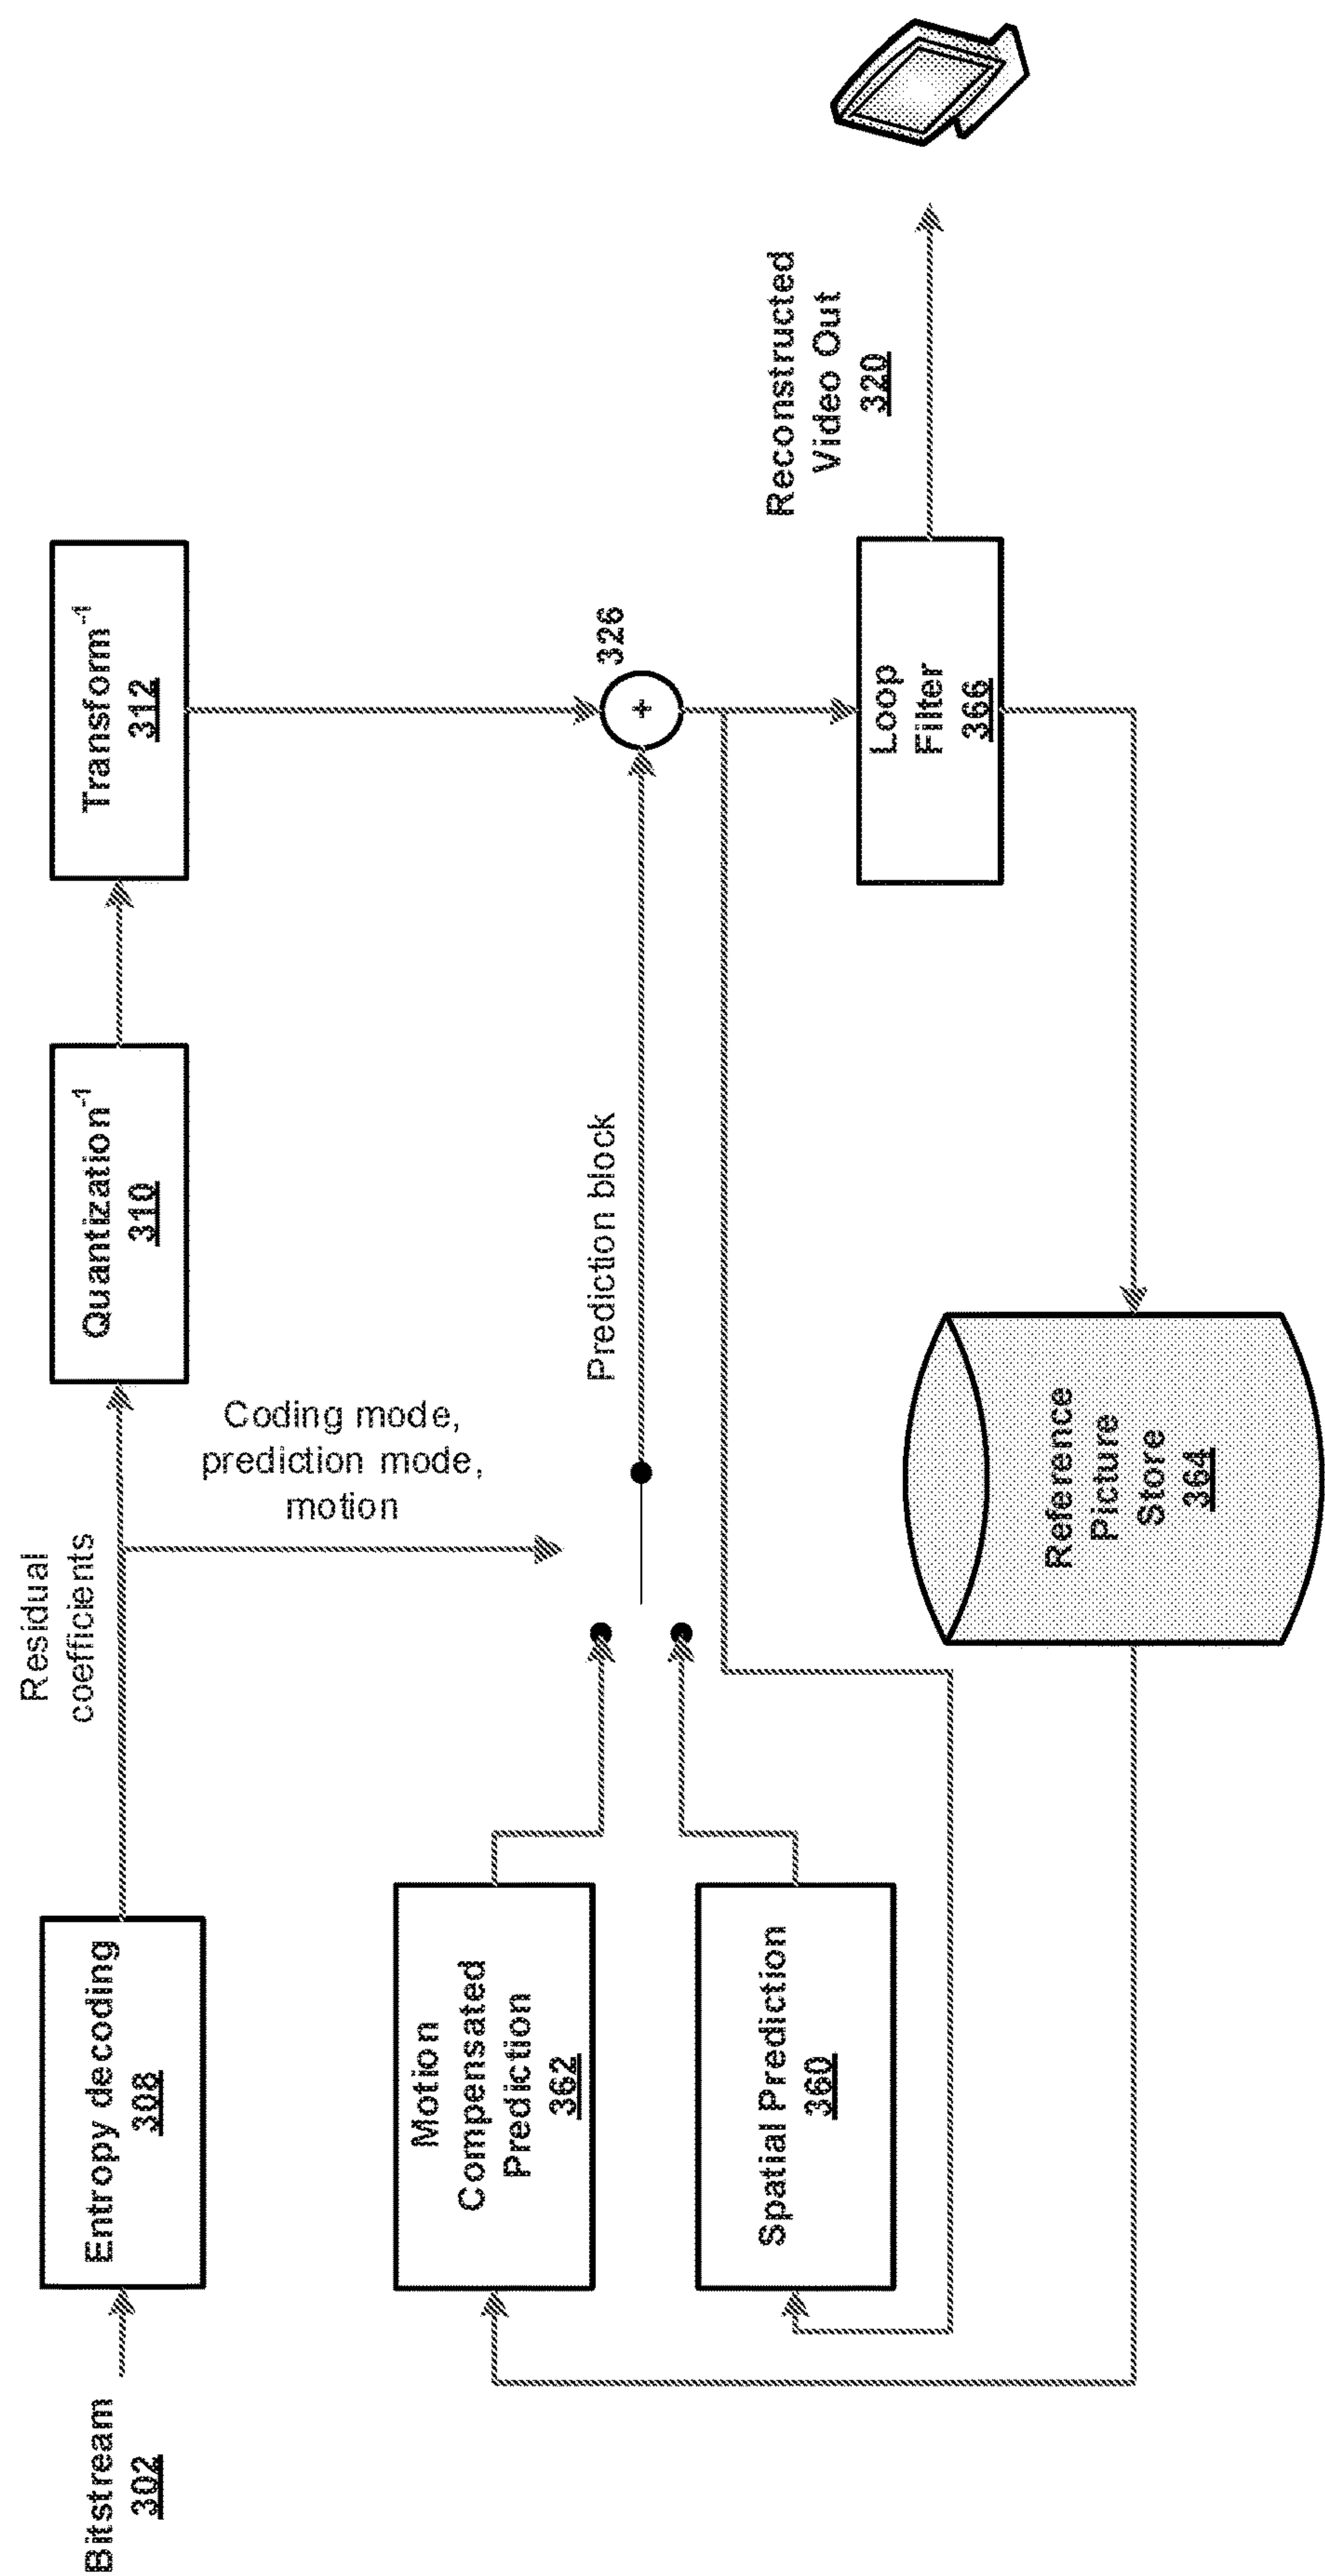 Bitstream
302
Entropy decoding
308
Residual
coefficients
Quantization⁻¹
310
Transform⁻¹
312
Coding mode,
prediction mode,
motion
Motion
Compensated
Prediction
362
Spatial Prediction
360
Prediction block
326
+
Loop
Filter
366
Reconstructed
Video Out
320
Reference
Picture
Store
364